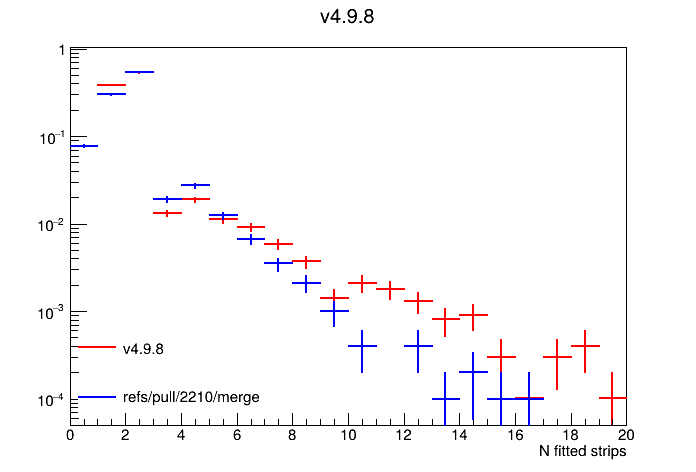 v4.9.8
1
10⁻¹
10⁻²
10⁻³
10⁻⁴
v4.9.8
refs/pull/2210/merge
0 2 4 6 8 10 12 14 16 18 20
N fitted strips